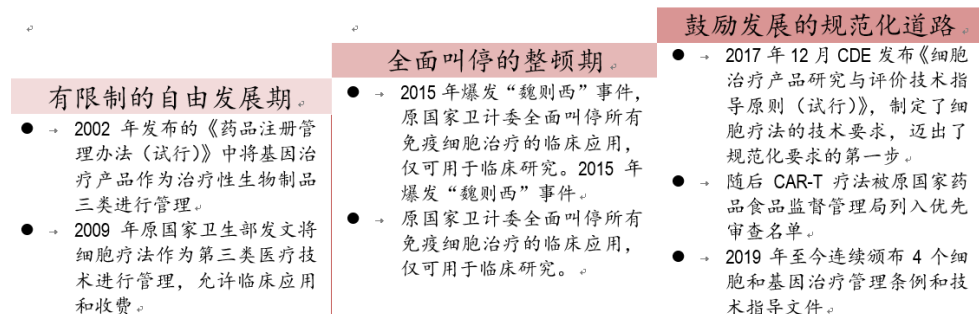 有限制的自由发展期
● 2002 年发布的《药品注册管
理办法（试行）》中将基因治
疗产品作为治疗性生物制品
三类进行管理
● 2009 年原国家卫生部发文将
细胞疗法作为第三类医疗技
术进行管理，允许临床应用
和收费
全面叫停的整顿期
● 2015 年爆发“魏则西”事件，
原国家卫计委全面叫停所有
免疫细胞治疗的临床应用，
仅可用于临床研究。2015 年
爆发“魏则西”事件
● 原国家卫计委全面叫停所有
免疫细胞治疗的临床应用，
仅可用于临床研究。
鼓励发展的规范化道路
● 2017 年 12 月 CDE 发布《细胞
治疗产品研究与评价技术指
导原则（试行）》，制定了细
胞疗法的技术要求，迈出了
规范化要求的第一步
● 随后 CAR-T 疗法被原国家药
品食品监督管理局列入优先
审查名单
● 2019 年至今连续颁布 4 个细
胞和基因治疗管理条例和技
术指导文件